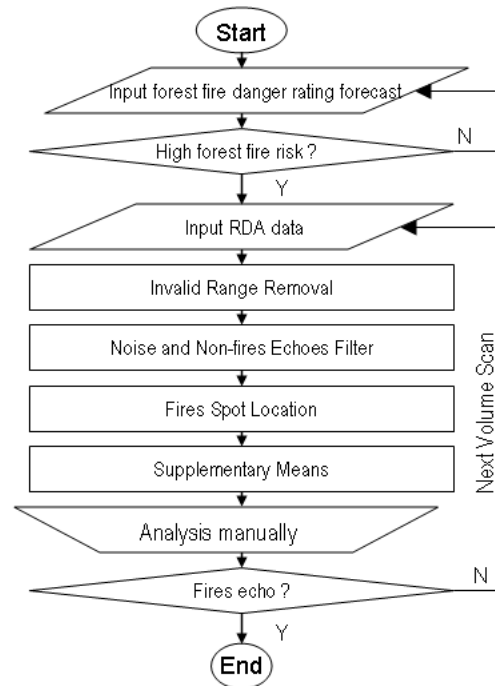 Start
Input forest fire danger rating forecast
High forest fire risk ?
N
Y
Input RDA data
Invalid Range Removal
Noise and Non-fires Echoes Filter
Fires Spot Location
Supplementary Means
Next Volume Scan
Analysis manually
Fires echo ?
N
Y
End